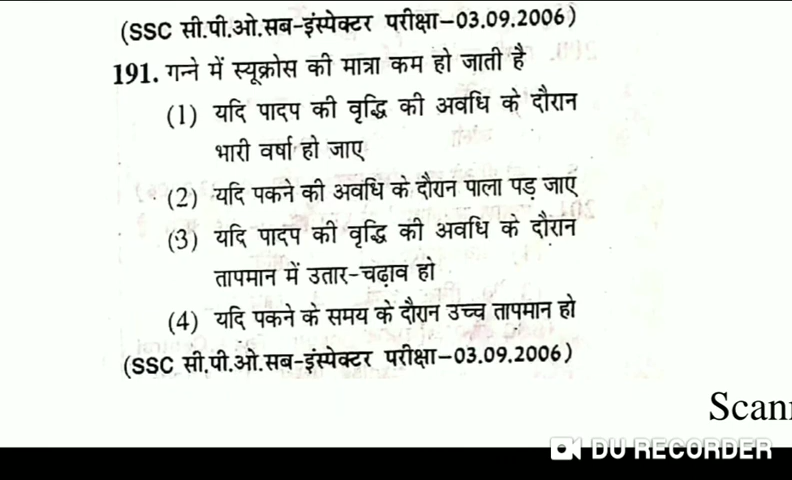 (SSC सी.पी.ओ.सब-इंस्पेक्टर परीक्षा-03.09.2006)
191. गन्ने में स्यूक्रोस की मात्रा कम हो जाती है
(1) यदि पादप की वृद्धि की अवधि के दौरान
भारी वर्षा हो जाए
(2) यदि पकने की अवधि के दौरान पाला पड़ जाए
(3) यदि पादप की वृद्धि की अवधि के दौरान
तापमान में उतार-चढ़ाव हो
(4) यदि पकने के समय के दौरान उच्च तापमान हो
(SSC सी.पी.ओ.सब-इंस्पेक्टर परीक्षा-03.09.2006)
DU RECORDER